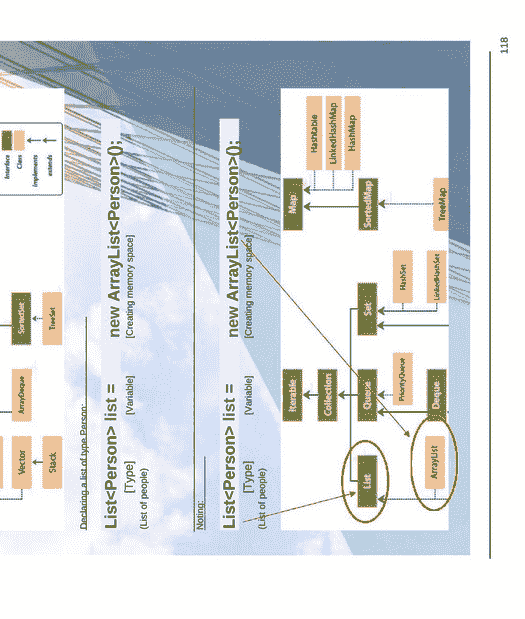 118
Interface
Class
Implements
extends
SortedSet
TreeSet
ArrayDeque
Vector
Stack
Declaring a list of type Person:
List<Person> list = new ArrayList<Person>();
[Type] [Variable] [Creating memory space]
(List of people)
Noting:
List<Person> list = new ArrayList<Person>();
[Type] [Variable] [Creating memory space]
(List of people)
Iterable
Collection
List
Queue
Set
Map
SortedMap
Hashtable
LinkedHashMap
HashMap
ArrayList
Deque
PriorityQueue
HashSet
LinkedHashSet
TreeMap